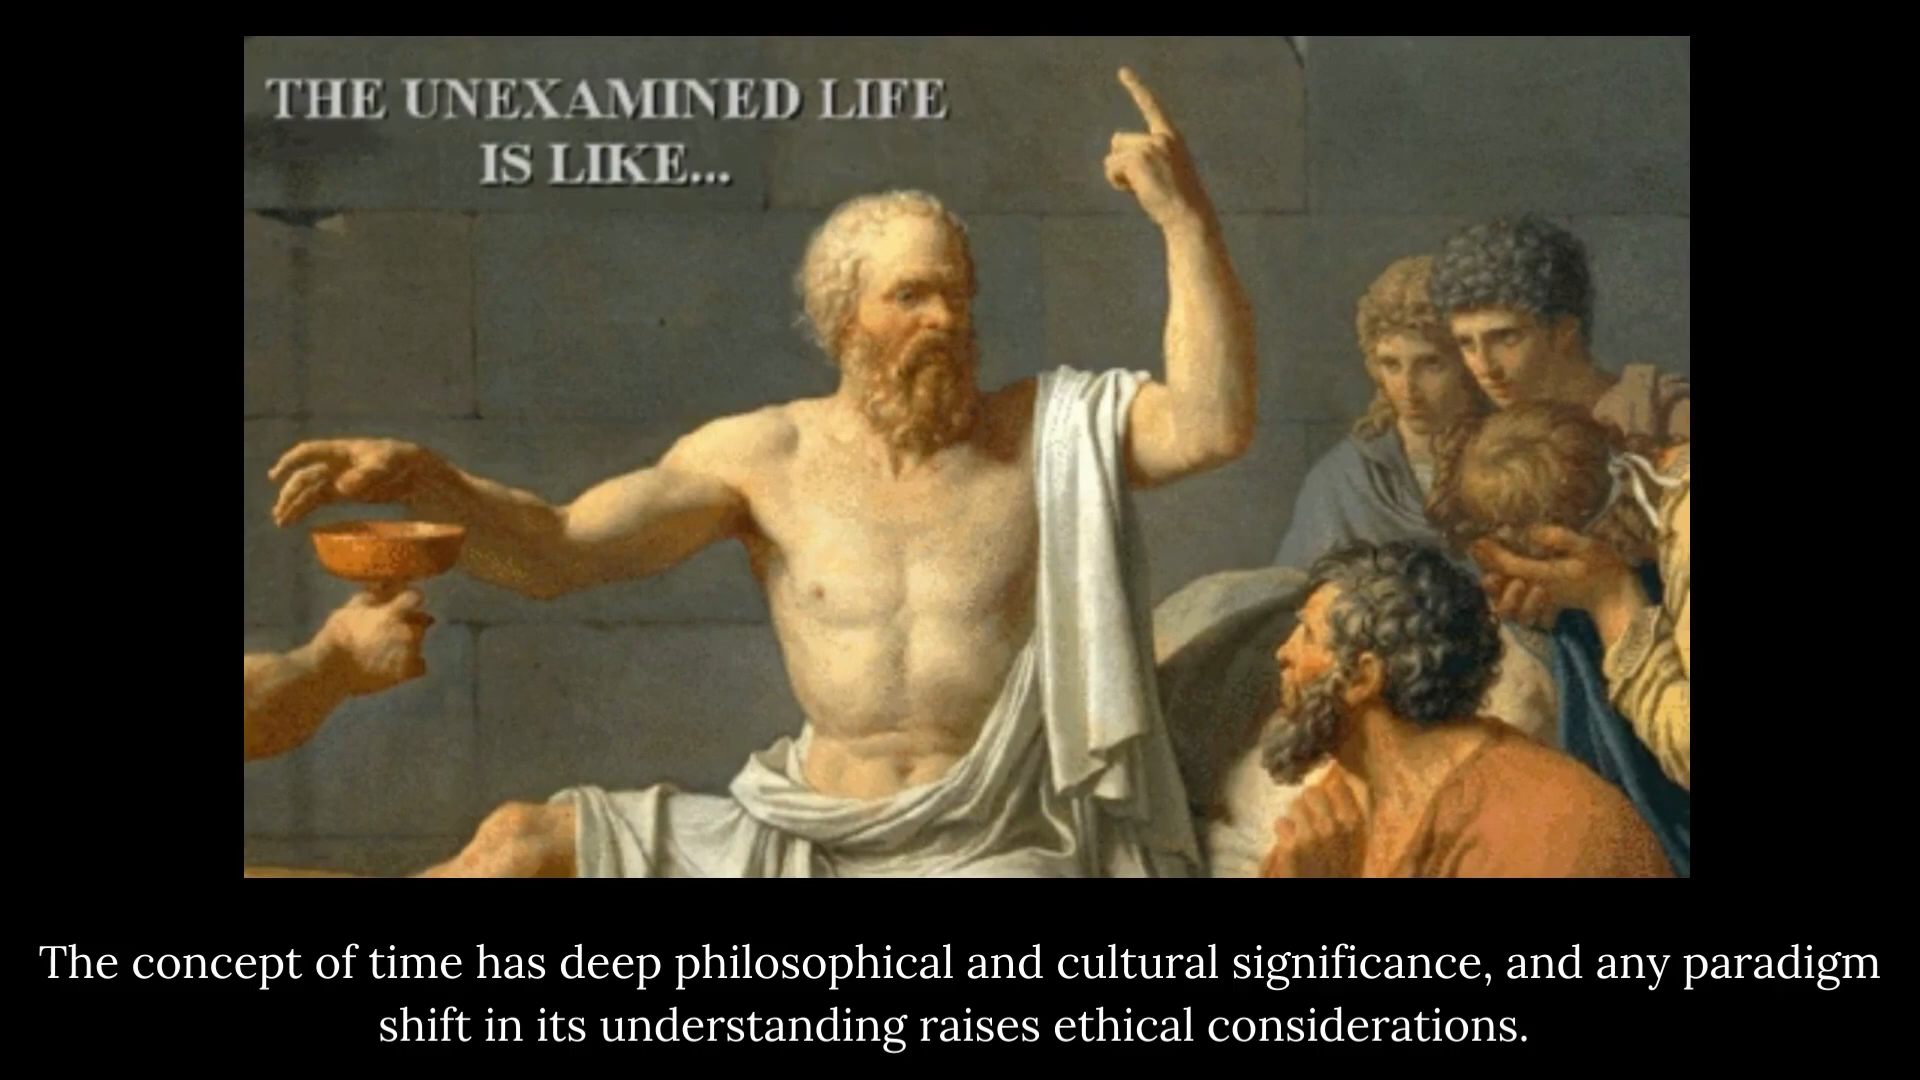 THE UNEXAMINED LIFE
IS LIKE...
The concept of time has deep philosophical and cultural significance, and any paradigm
shift in its understanding raises ethical considerations.